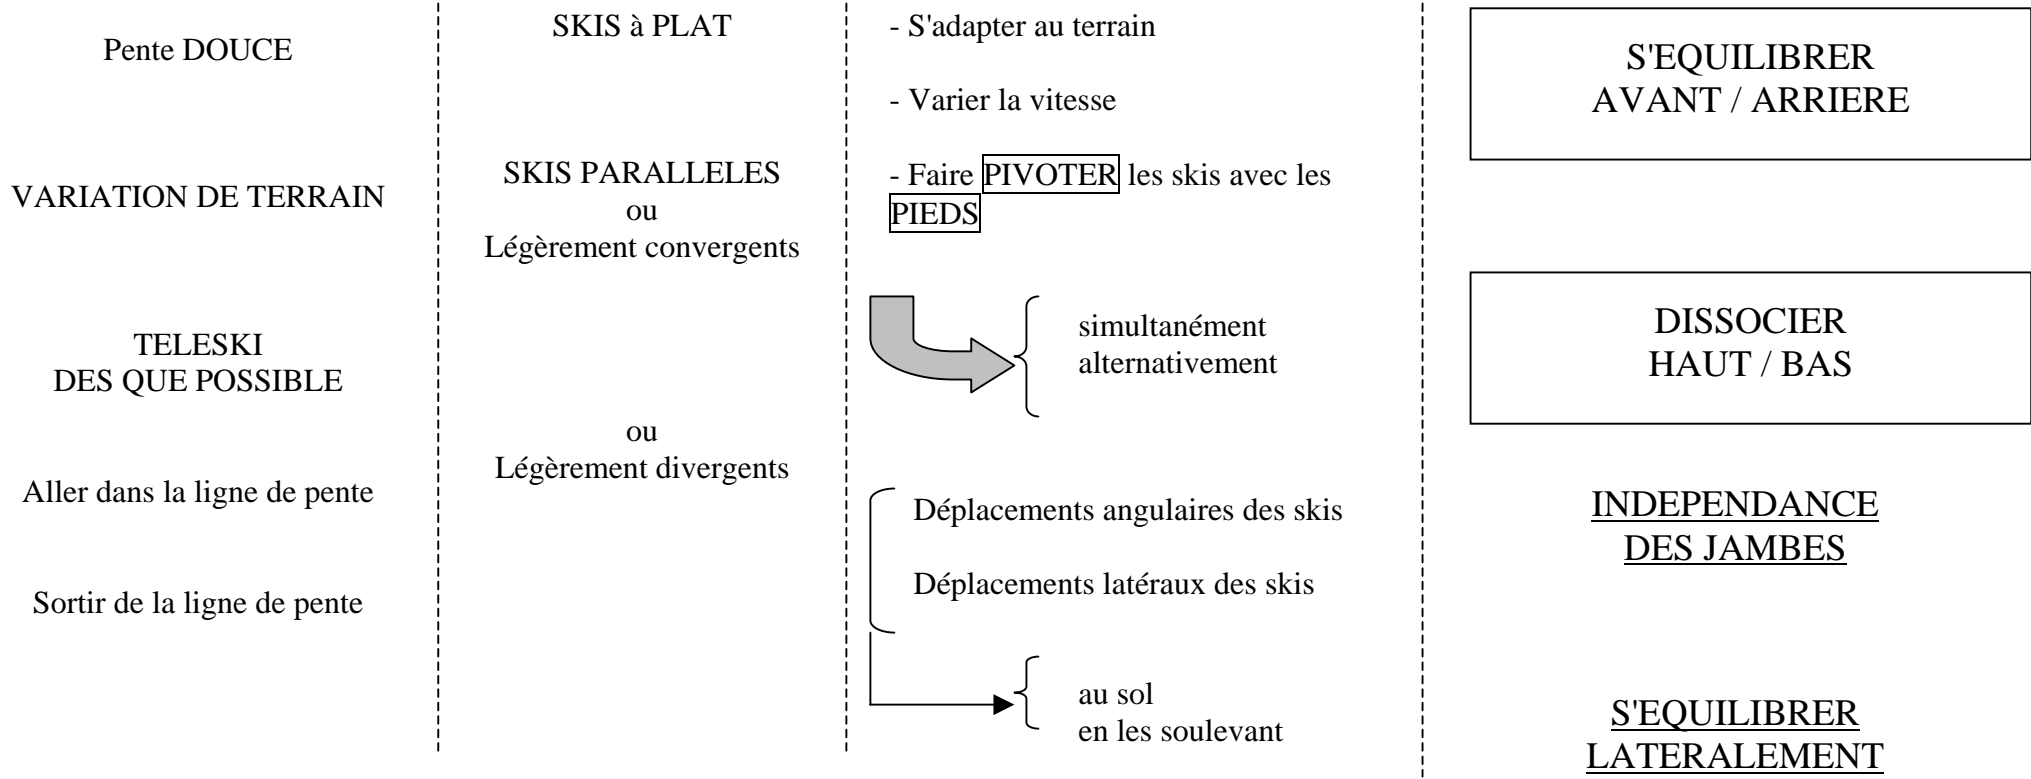 Pente DOUCE
VARIATION DE TERRAIN
TELESKI
DES QUE POSSIBLE
Aller dans la ligne de pente
Sortir de la ligne de pente
SKIS à PLAT
SKIS PARALLELES
ou
Légèrement convergents
ou
Légèrement divergents
- S'adapter au terrain
- Varier la vitesse
- Faire PIVOTER les skis avec les
PIEDS
simultanément
alternativement
Déplacements angulaires des skis
Déplacements latéraux des skis
au sol
en les soulevant
S'EQUILIBRER
AVANT / ARRIERE
DISSOCIER
HAUT / BAS
INDEPENDANCE
DES JAMBES
S'EQUILIBRER
LATERALEMENT